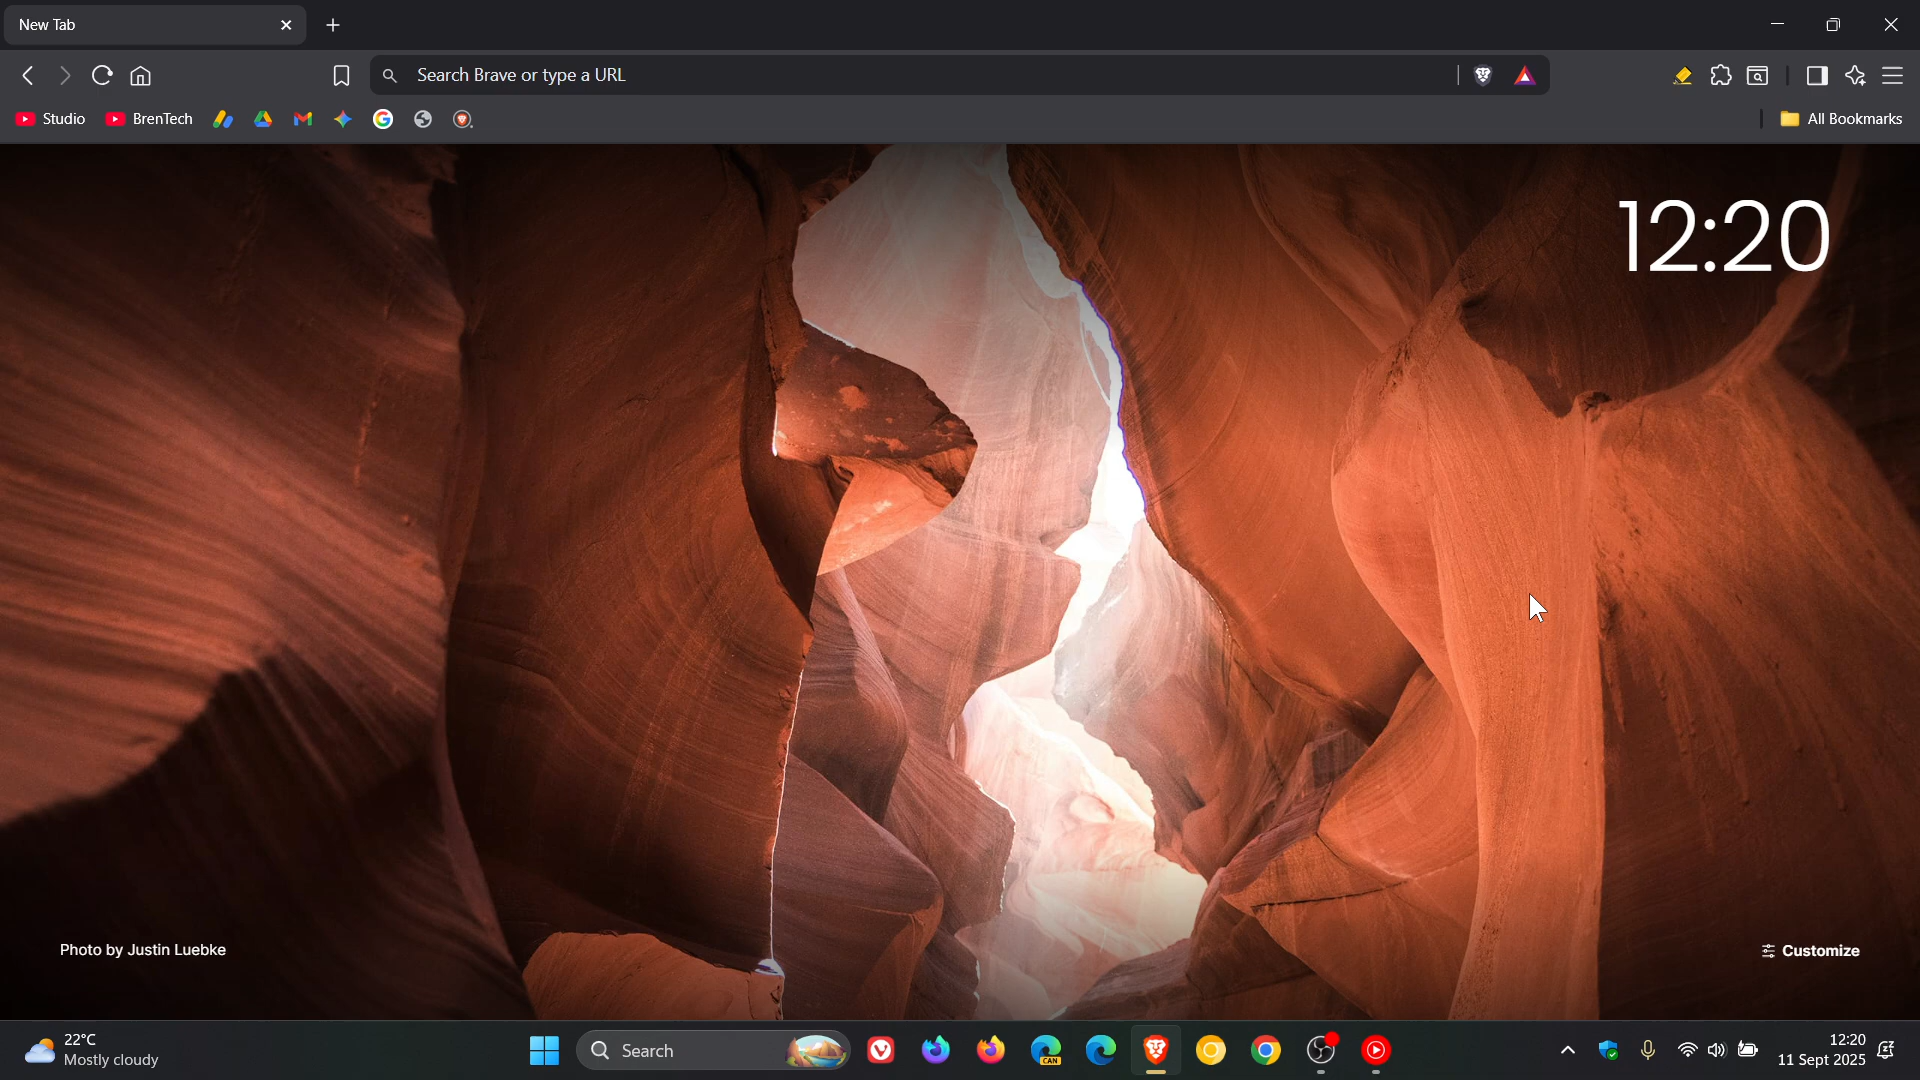 New Tab
Search Brave or type a URL
Studio
BrenTech
All Bookmarks
12:20
Photo by Justin Luebke
Customize
22°C
Mostly cloudy
Search
CAN
12:20
11 Sept 2025